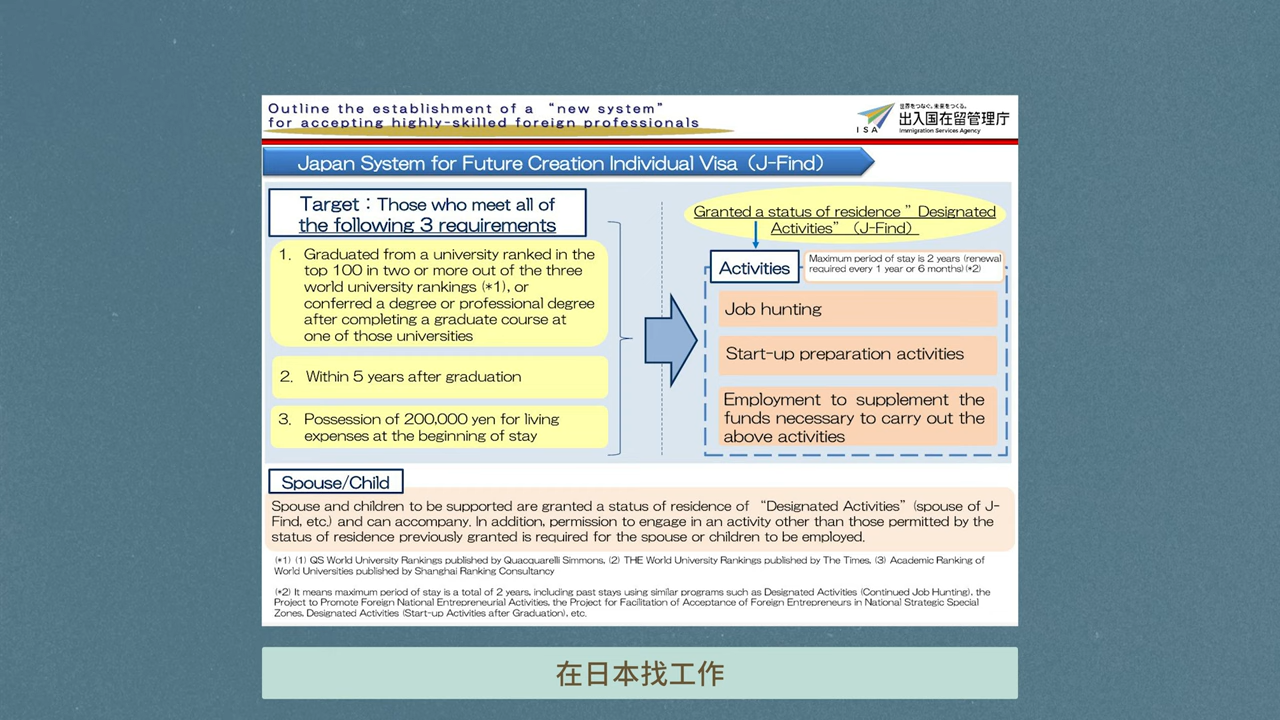 Outline the establishment of a “new system”
for accepting highly-skilled foreign professionals
ISA
世界をつなぐ。未来をつくる。
出入国在留管理庁
Immigration Services Agency
Japan System for Future Creation Individual Visa (J-Find)
Target：Those who meet all of
the following 3 requirements
1. Graduated from a university ranked in the
top 100 in two or more out of the three
world university rankings (*1), or
conferred a degree or professional degree
after completing a graduate course at
one of those universities
2. Within 5 years after graduation
3. Possession of 200,000 yen for living
expenses at the beginning of stay
Granted a status of residence ” Designated
Activities” (J-Find)
Activities
Maximum period of stay is 2 years (renewal
required every 1 year or 6 months) (*2)
Job hunting
Start-up preparation activities
Employment to supplement the
funds necessary to carry out the
above activities
Spouse/Child
Spouse and children to be supported are granted a status of residence of “Designated Activities” (spouse of J-
Find, etc.) and can accompany. In addition, permission to engage in an activity other than those permitted by the
status of residence previously granted is required for the spouse or children to be employed.
(*1) (1) QS World University Rankings published by Quacquarelli Simmons, (2) THE World University Rankings published by The Times, (3) Academic Ranking of
World Universities published by Shanghai Ranking Consultancy
(*2) It means maximum period of stay is a total of 2 years, including past stays using similar programs such as Designated Activities (Continued Job Hunting), the
Project to Promote Foreign National Entrepreneurial Activities, the Project for Facilitation of Acceptance of Foreign Entrepreneurs in National Strategic Special
Zones, Designated Activities (Start-up Activities after Graduation), etc.
在日本找工作